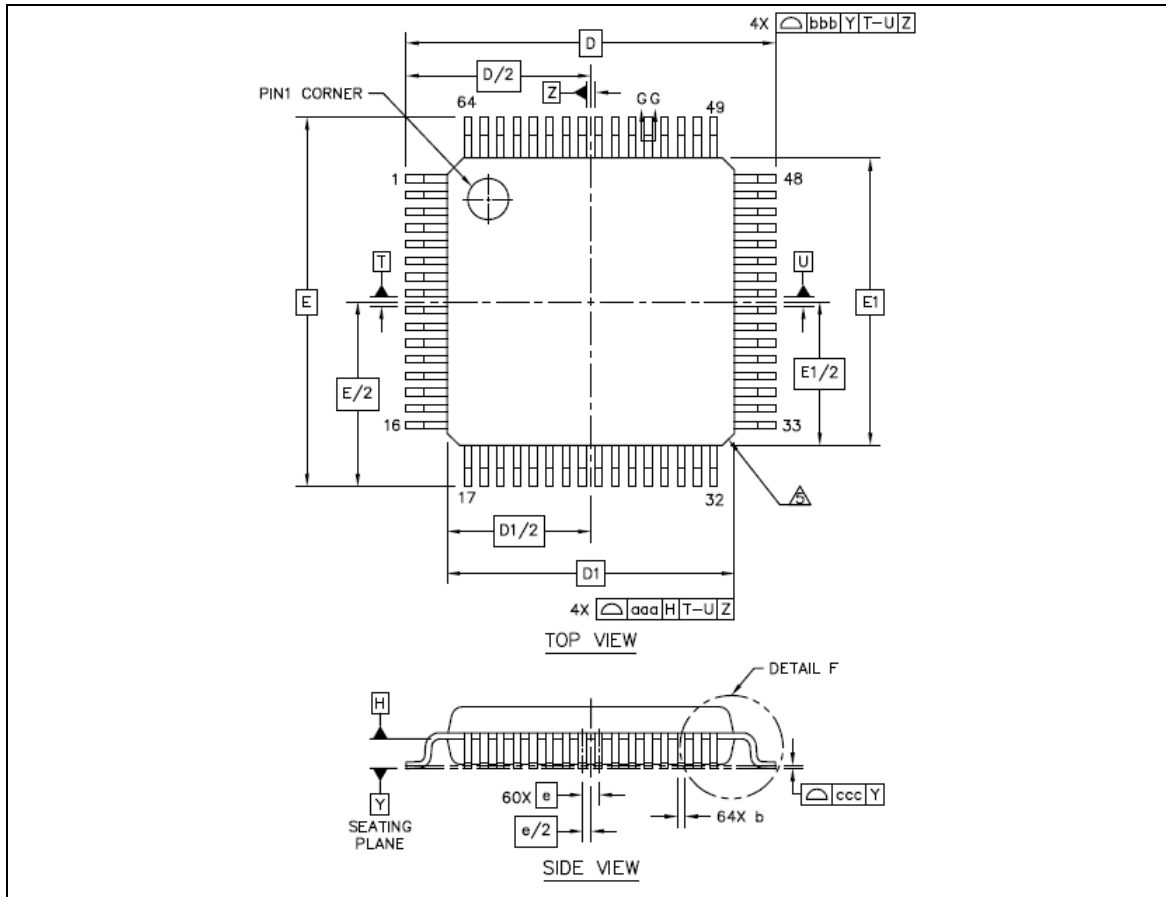 4X ⌓ bbb Y T-U Z
D
D/2
Z
G G
PIN1 CORNER
64
49
1
48
T
U
E
E1
E/2
E1/2
16
33
17
32
5
D1/2
D1
4X ⌓ aaa H T-U Z
TOP VIEW
DETAIL F
H
60X e
⌓ ccc Y
Y
64X b
SEATING
PLANE
e/2
SIDE VIEW